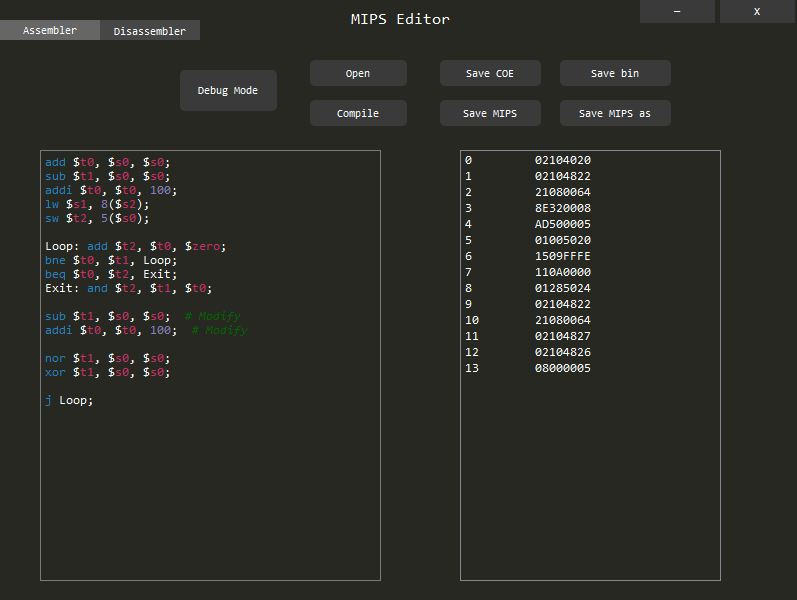 MIPS Editor
— X
Assembler Disassembler
Debug Mode
Open Save COE Save bin
Compile Save MIPS Save MIPS as
add $t0, $s0, $s0;
sub $t1, $s0, $s0;
addi $t0, $t0, 100;
lw $s1, 8($s2);
sw $t2, 5($s0);
Loop: add $t2, $t0, $zero;
bne $t0, $t1, Loop;
beq $t0, $t2, Exit;
Exit: and $t2, $t1, $t0;
sub $t1, $s0, $s0; # Modify
addi $t0, $t0, 100; # Modify
nor $t1, $s0, $s0;
xor $t1, $s0, $s0;
j Loop;
0 02104020
1 02104822
2 21080064
3 8E320008
4 AD500005
5 01005020
6 1509FFFE
7 110A0000
8 01285024
9 02104822
10 21080064
11 02104827
12 02104826
13 08000005